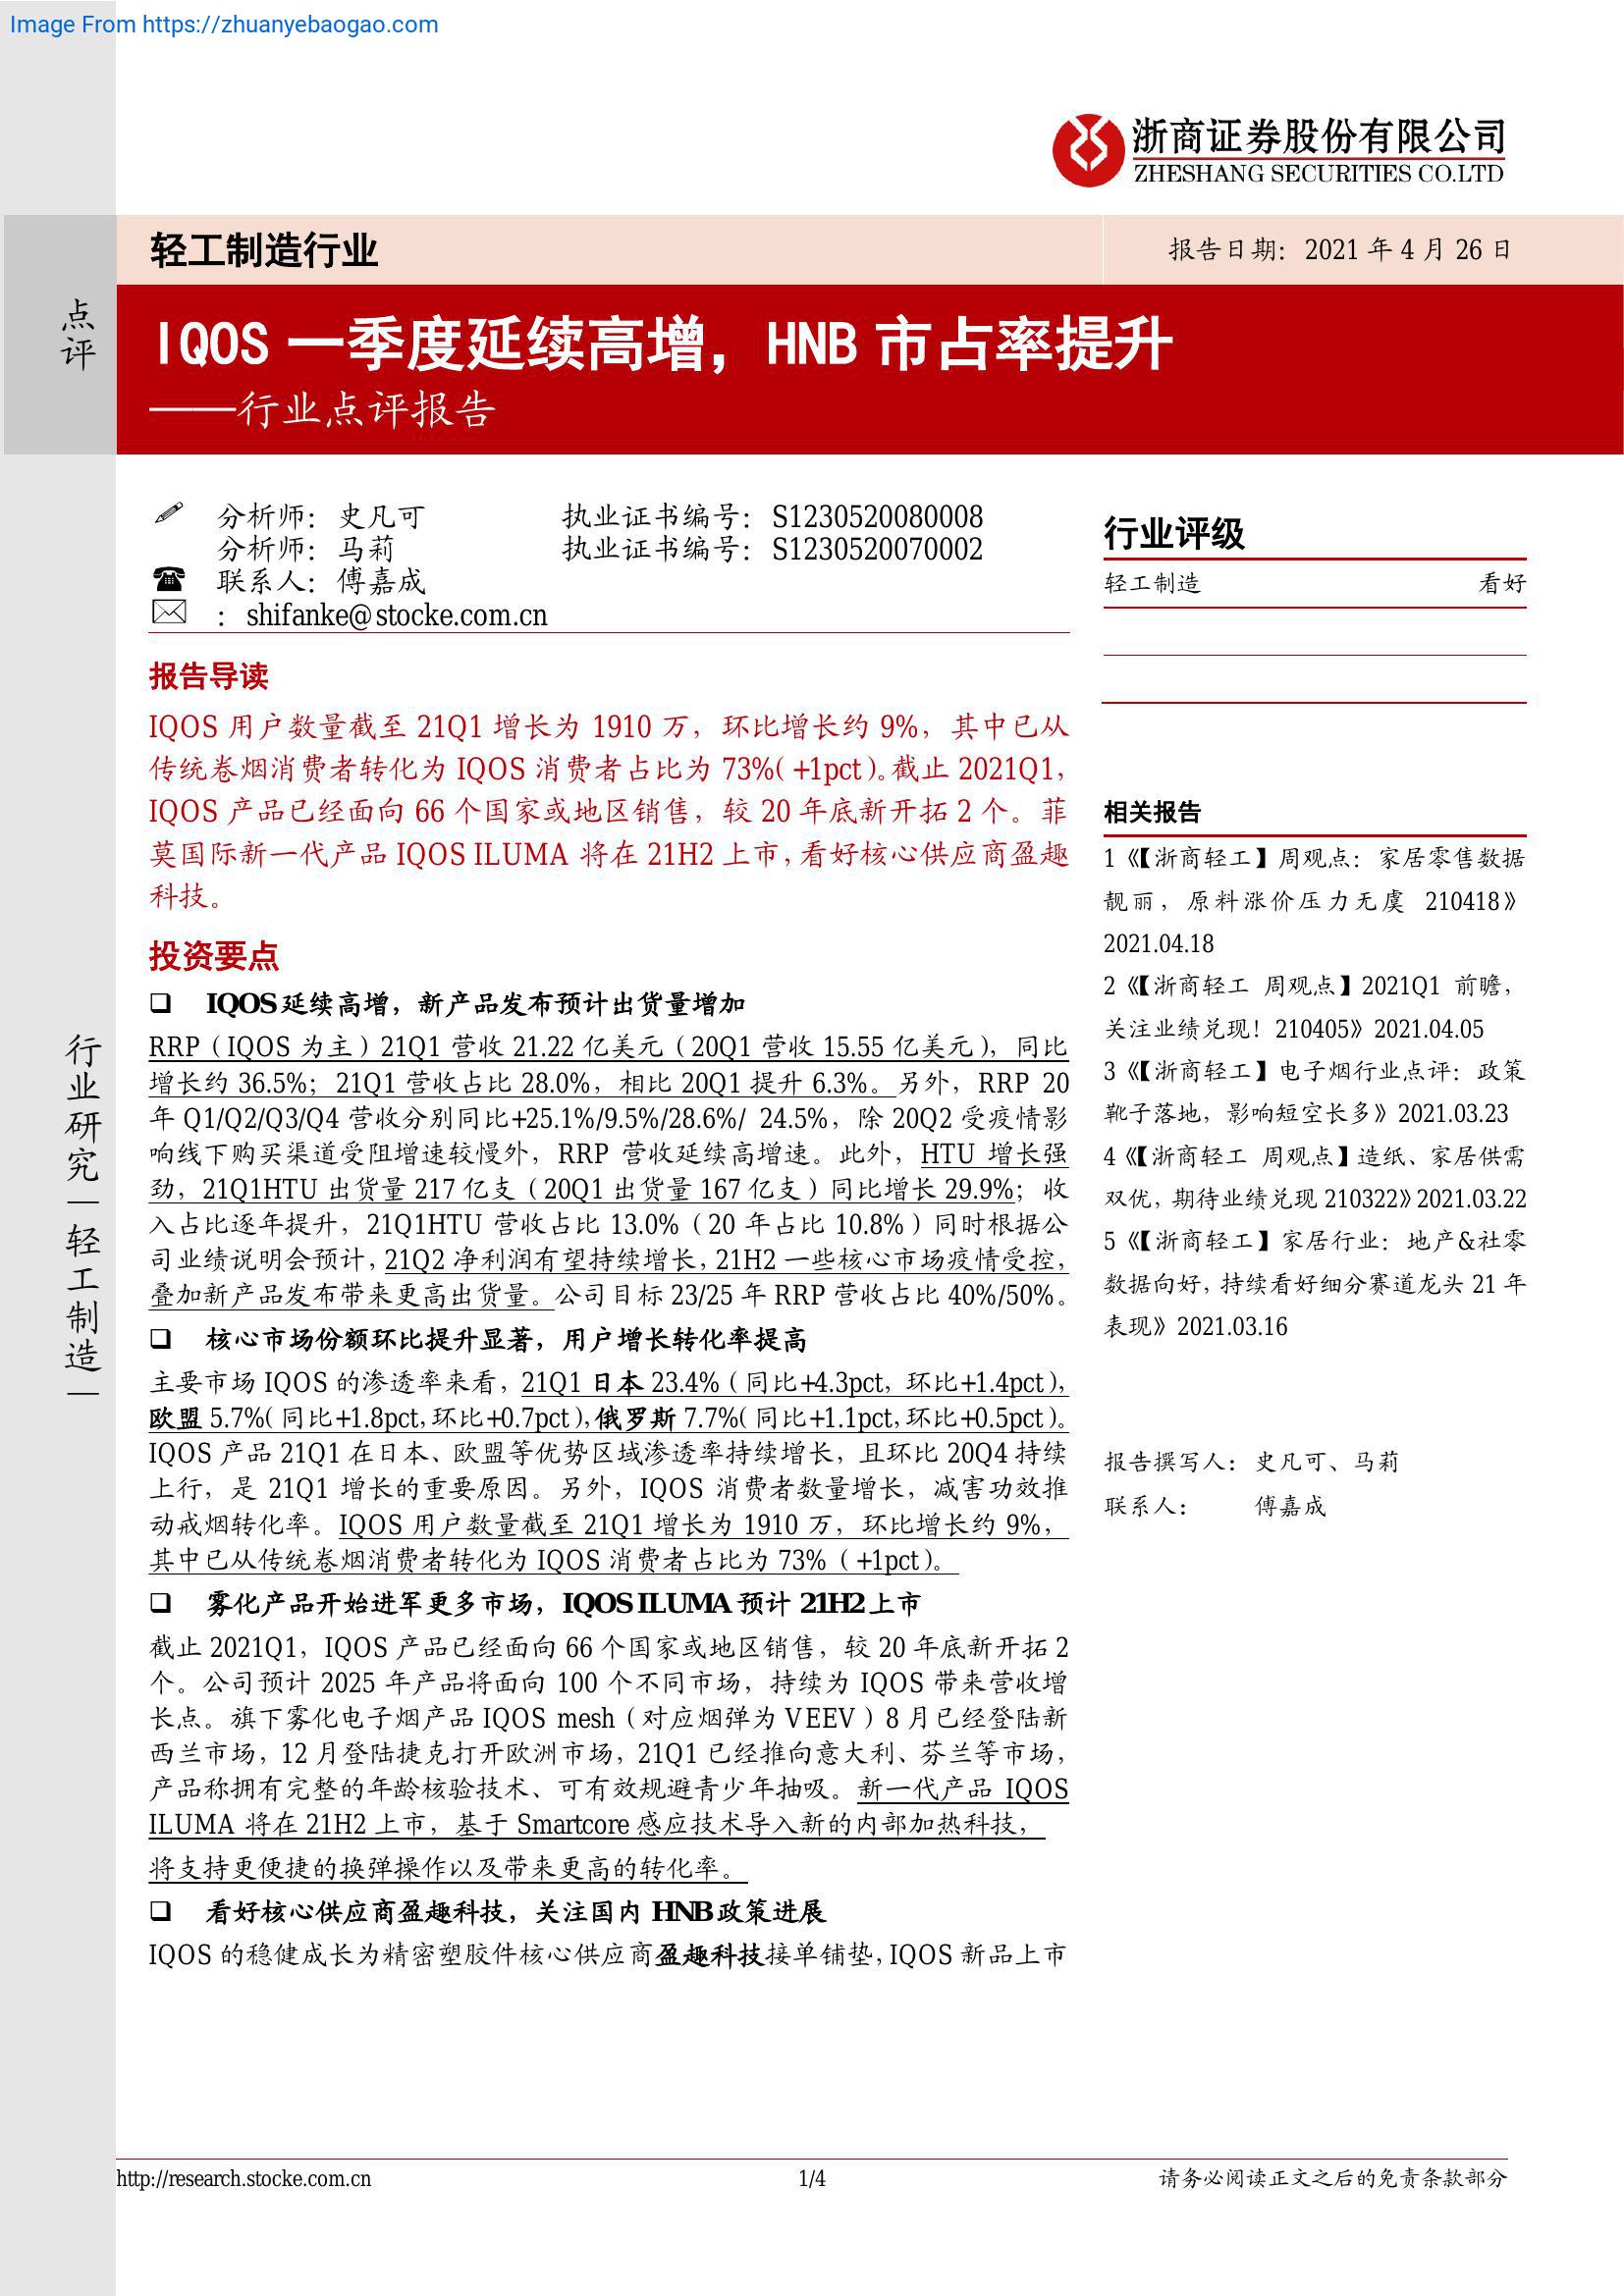 Image From https://zhuanyebaogao.com
浙商证券股份有限公司
ZHESHANG SECURITIES CO.LTD
轻工制造行业
报告日期：2021 年 4 月 26 日
点评
IQOS 一季度延续高增，HNB 市占率提升
——行业点评报告
分析师：史凡可 执业证书编号：S1230520080008
分析师：马莉 执业证书编号：S1230520070002
联系人：傅嘉成
：shifanke@stocke.com.cn
报告导读
IQOS 用户数量截至 21Q1 增长为 1910 万，环比增长约 9%，其中已从
传统卷烟消费者转化为 IQOS 消费者占比为 73%（+1pct）。截止 2021Q1，
IQOS 产品已经面向 66 个国家或地区销售，较 20 年底新开拓 2 个。菲
莫国际新一代产品 IQOS ILUMA 将在 21H2 上市，看好核心供应商盈趣
科技。
投资要点
❑ IQOS 延续高增，新产品发布预计出货量增加
RRP（IQOS 为主）21Q1 营收 21.22 亿美元（20Q1 营收 15.55 亿美元），同比
增长约 36.5%；21Q1 营收占比 28.0%，相比 20Q1 提升 6.3%。另外，RRP 20
年 Q1/Q2/Q3/Q4 营收分别同比+25.1%/9.5%/28.6%/ 24.5%，除 20Q2 受疫情影
响线下购买渠道受阻增速较慢外，RRP 营收延续高增速。此外，HTU 增长强
劲，21Q1HTU 出货量 217 亿支（20Q1 出货量 167 亿支）同比增长 29.9%；收
入占比逐年提升，21Q1HTU 营收占比 13.0%（20 年占比 10.8%）同时根据公
司业绩说明会预计，21Q2 净利润有望持续增长，21H2 一些核心市场疫情受控，
叠加新产品发布带来更高出货量。公司目标 23/25 年 RRP 营收占比 40%/50%。
❑ 核心市场份额环比提升显著，用户增长转化率提高
主要市场 IQOS 的渗透率来看，21Q1 日本 23.4%（同比+4.3pct，环比+1.4pct），
欧盟 5.7%（同比+1.8pct，环比+0.7pct），俄罗斯 7.7%（同比+1.1pct，环比+0.5pct）。
IQOS 产品 21Q1 在日本、欧盟等优势区域渗透率持续增长，且环比 20Q4 持续
上行，是 21Q1 增长的重要原因。另外，IQOS 消费者数量增长，减害功效推
动戒烟转化率。IQOS 用户数量截至 21Q1 增长为 1910 万，环比增长约 9%，
其中已从传统卷烟消费者转化为 IQOS 消费者占比为 73%（+1pct）。
❑ 雾化产品开始进军更多市场，IQOS ILUMA 预计 21H2 上市
截止 2021Q1，IQOS 产品已经面向 66 个国家或地区销售，较 20 年底新开拓 2
个。公司预计 2025 年产品将面向 100 个不同市场，持续为 IQOS 带来营收增
长点。旗下雾化电子烟产品 IQOS mesh（对应烟弹为 VEEV）8 月已经登陆新
西兰市场，12 月登陆捷克打开欧洲市场，21Q1 已经推向意大利、芬兰等市场，
产品称拥有完整的年龄核验技术、可有效规避青少年抽吸。新一代产品 IQOS
ILUMA 将在 21H2 上市，基于 Smartcore 感应技术导入新的内部加热科技，
将支持更便捷的换弹操作以及带来更高的转化率。
❑ 看好核心供应商盈趣科技，关注国内 HNB 政策进展
IQOS 的稳健成长为精密塑胶件核心供应商盈趣科技接单铺垫，IQOS 新品上市
行业评级
轻工制造 看好
相关报告
1《【浙商轻工】周观点：家居零售数据
靓丽，原料涨价压力无虞 210418》
2021.04.18
2《【浙商轻工 周观点】2021Q1 前瞻，
关注业绩兑现！210405》2021.04.05
3《【浙商轻工】电子烟行业点评：政策
靴子落地，影响短空长多》2021.03.23
4《【浙商轻工 周观点】造纸、家居供需
双优，期待业绩兑现 210322》2021.03.22
5《【浙商轻工】家居行业：地产&社零
数据向好，持续看好细分赛道龙头 21 年
表现》2021.03.16
报告撰写人：史凡可、马莉
联系人： 傅嘉成
行业研究｜轻工制造｜
http://research.stocke.com.cn
1/4
请务必阅读正文之后的免责条款部分